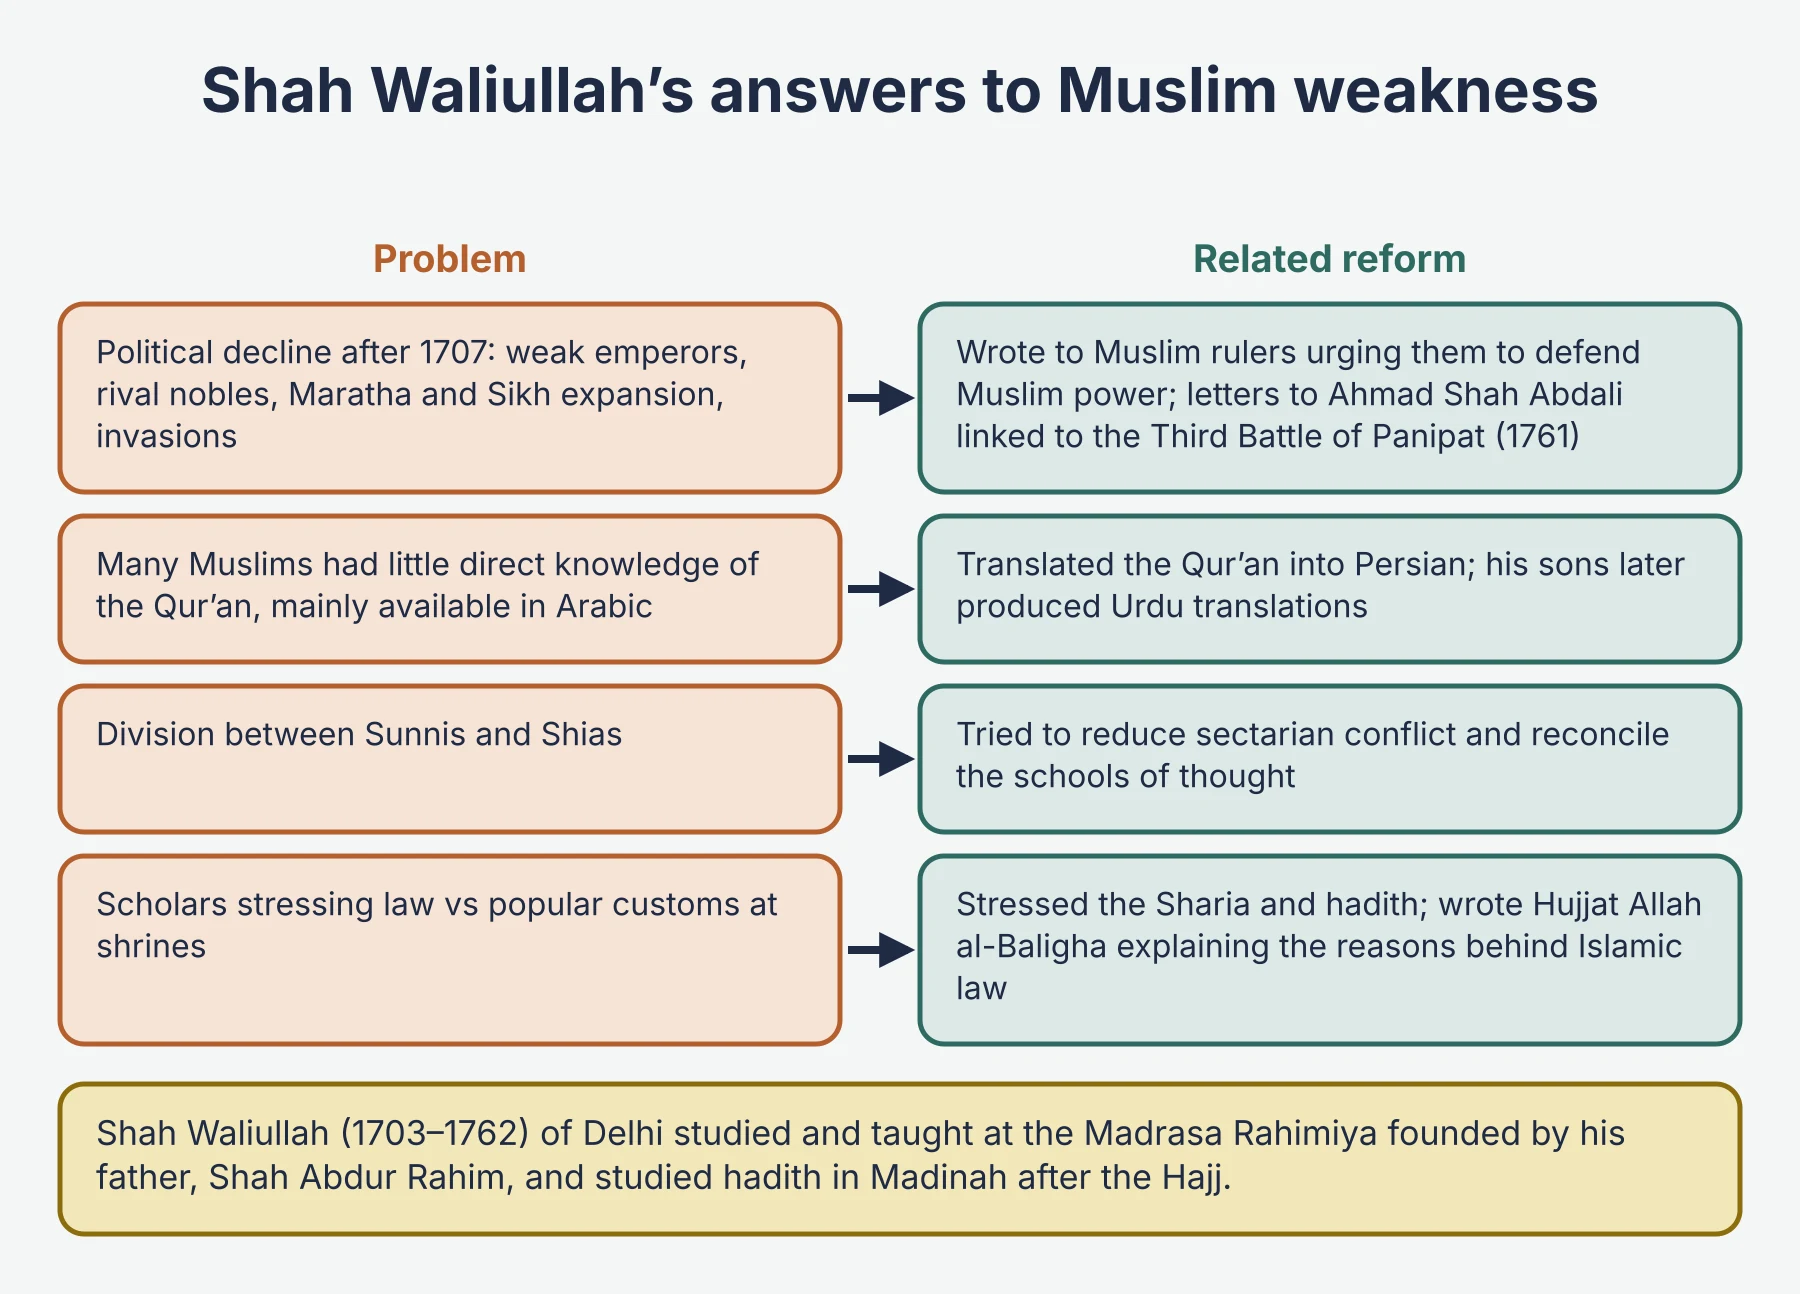 Shah Waliullah’s answers to Muslim weakness
Problem
Related reform
Political decline after 1707: weak emperors,
rival nobles, Maratha and Sikh expansion,
invasions
Wrote to Muslim rulers urging them to defend
Muslim power; letters to Ahmad Shah Abdali
linked to the Third Battle of Panipat (1761)
Many Muslims had little direct knowledge of
the Qur’an, mainly available in Arabic
Translated the Qur’an into Persian; his sons later
produced Urdu translations
Division between Sunnis and Shias
Tried to reduce sectarian conflict and reconcile
the schools of thought
Scholars stressing law vs popular customs at
shrines
Stressed the Sharia and hadith; wrote Hujjat Allah
al-Baligha explaining the reasons behind Islamic
law
Shah Waliullah (1703–1762) of Delhi studied and taught at the Madrasa Rahimiya founded by his
father, Shah Abdur Rahim, and studied hadith in Madinah after the Hajj.